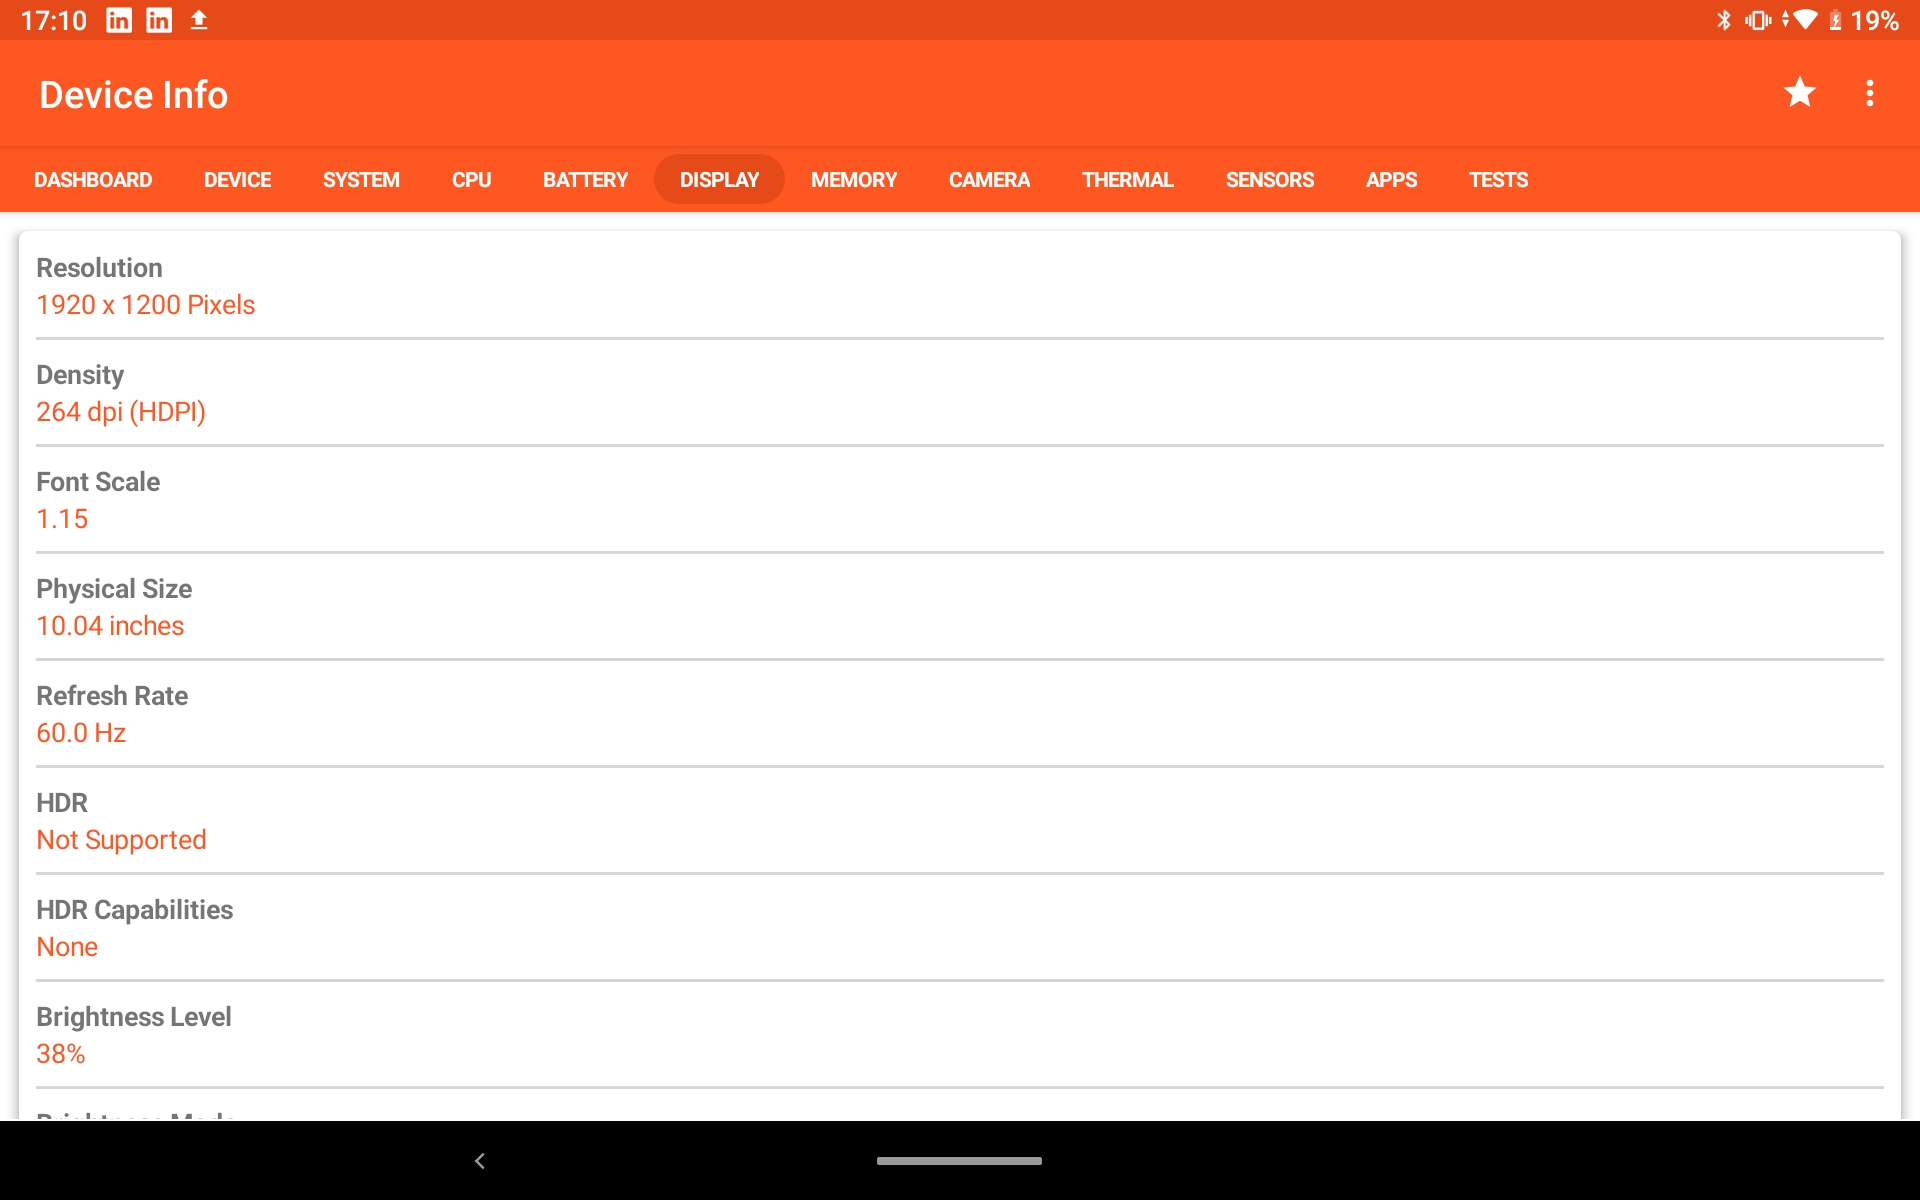 17:10 in in 19%
Device Info
DASHBOARD DEVICE SYSTEM CPU BATTERY DISPLAY MEMORY CAMERA THERMAL SENSORS APPS TESTS
Resolution
1920 x 1200 Pixels
Density
264 dpi (HDPI)
Font Scale
1.15
Physical Size
10.04 inches
Refresh Rate
60.0 Hz
HDR
Not Supported
HDR Capabilities
None
Brightness Level
38%